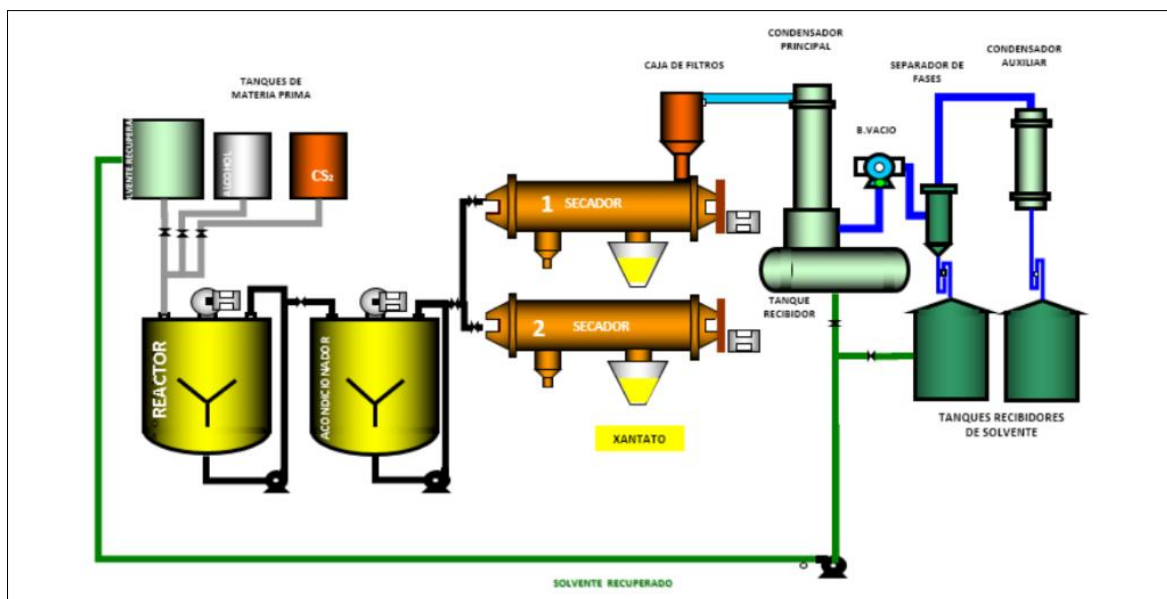 CONDENSADOR
PRINCIPAL
CAJA DE FILTROS
SEPARADOR DE
FASES
CONDENSADOR
AUXILIAR
TANQUES DE
MATERIA PRIMA
B.VACIO
OLVENTE RECUPERA
ALCOHOL
CS₂
1 SECADOR
2 SECADOR
TANQUE
RECIBIDOR
REACTOR
ACONDICIONADOR
XANTATO
TANQUES RECIBIDORES
DE SOLVENTE
SOLVENTE RECUPERADO